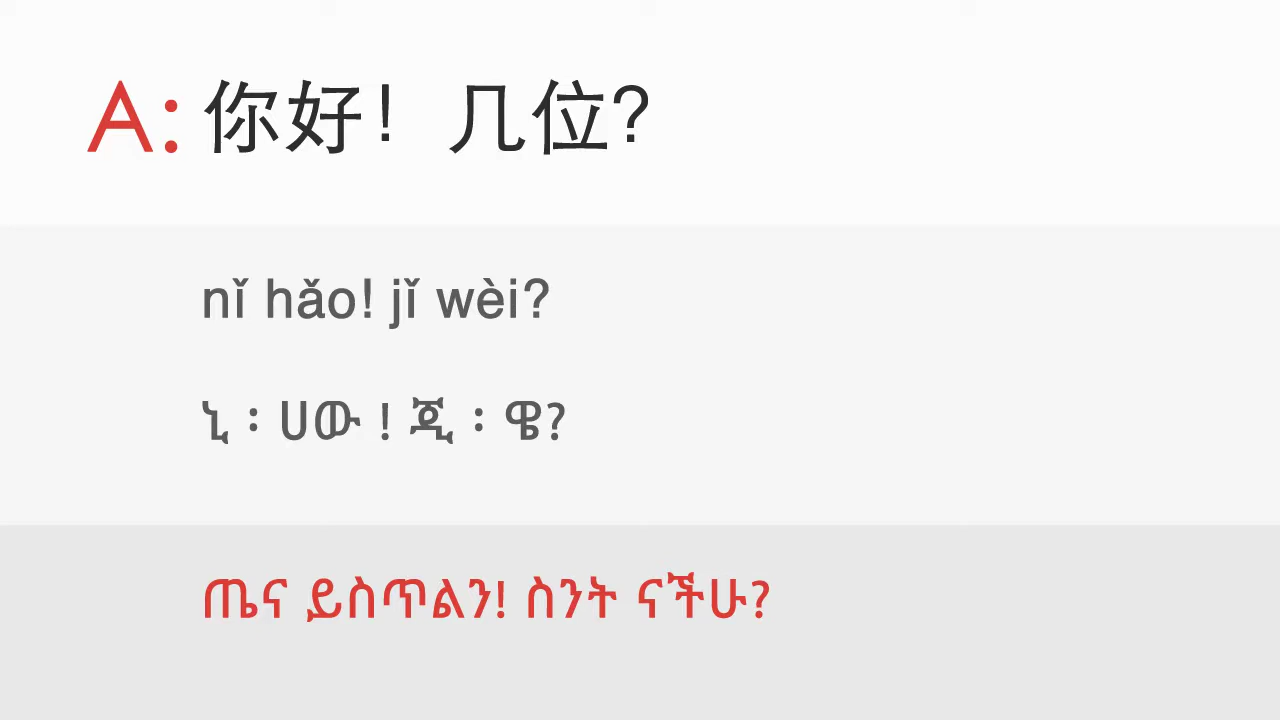 A: 你好！ 几位?
nǐ hǎo! jǐ wèi?
ኒ ፡ ሀው ! ጂ ፡ ዌ?
ጤና ይስጥልን! ስንት ናችሁ?